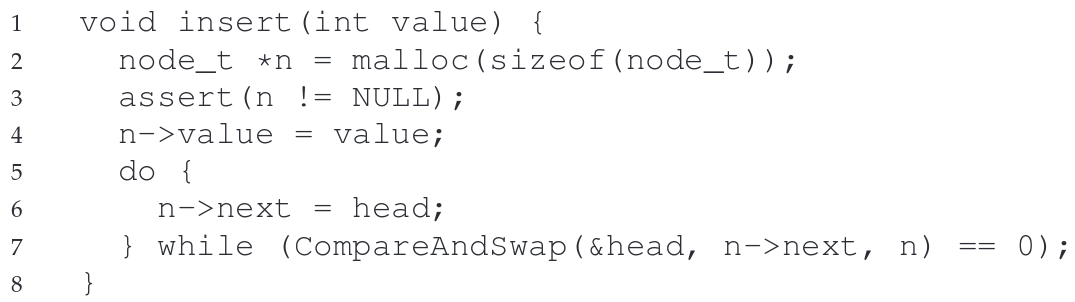 1 void insert(int value) {
2 node_t *n = malloc(sizeof(node_t));
3 assert(n != NULL);
4 n->value = value;
5 do {
6 n->next = head;
7 } while (CompareAndSwap(&head, n->next, n) == 0);
8 }